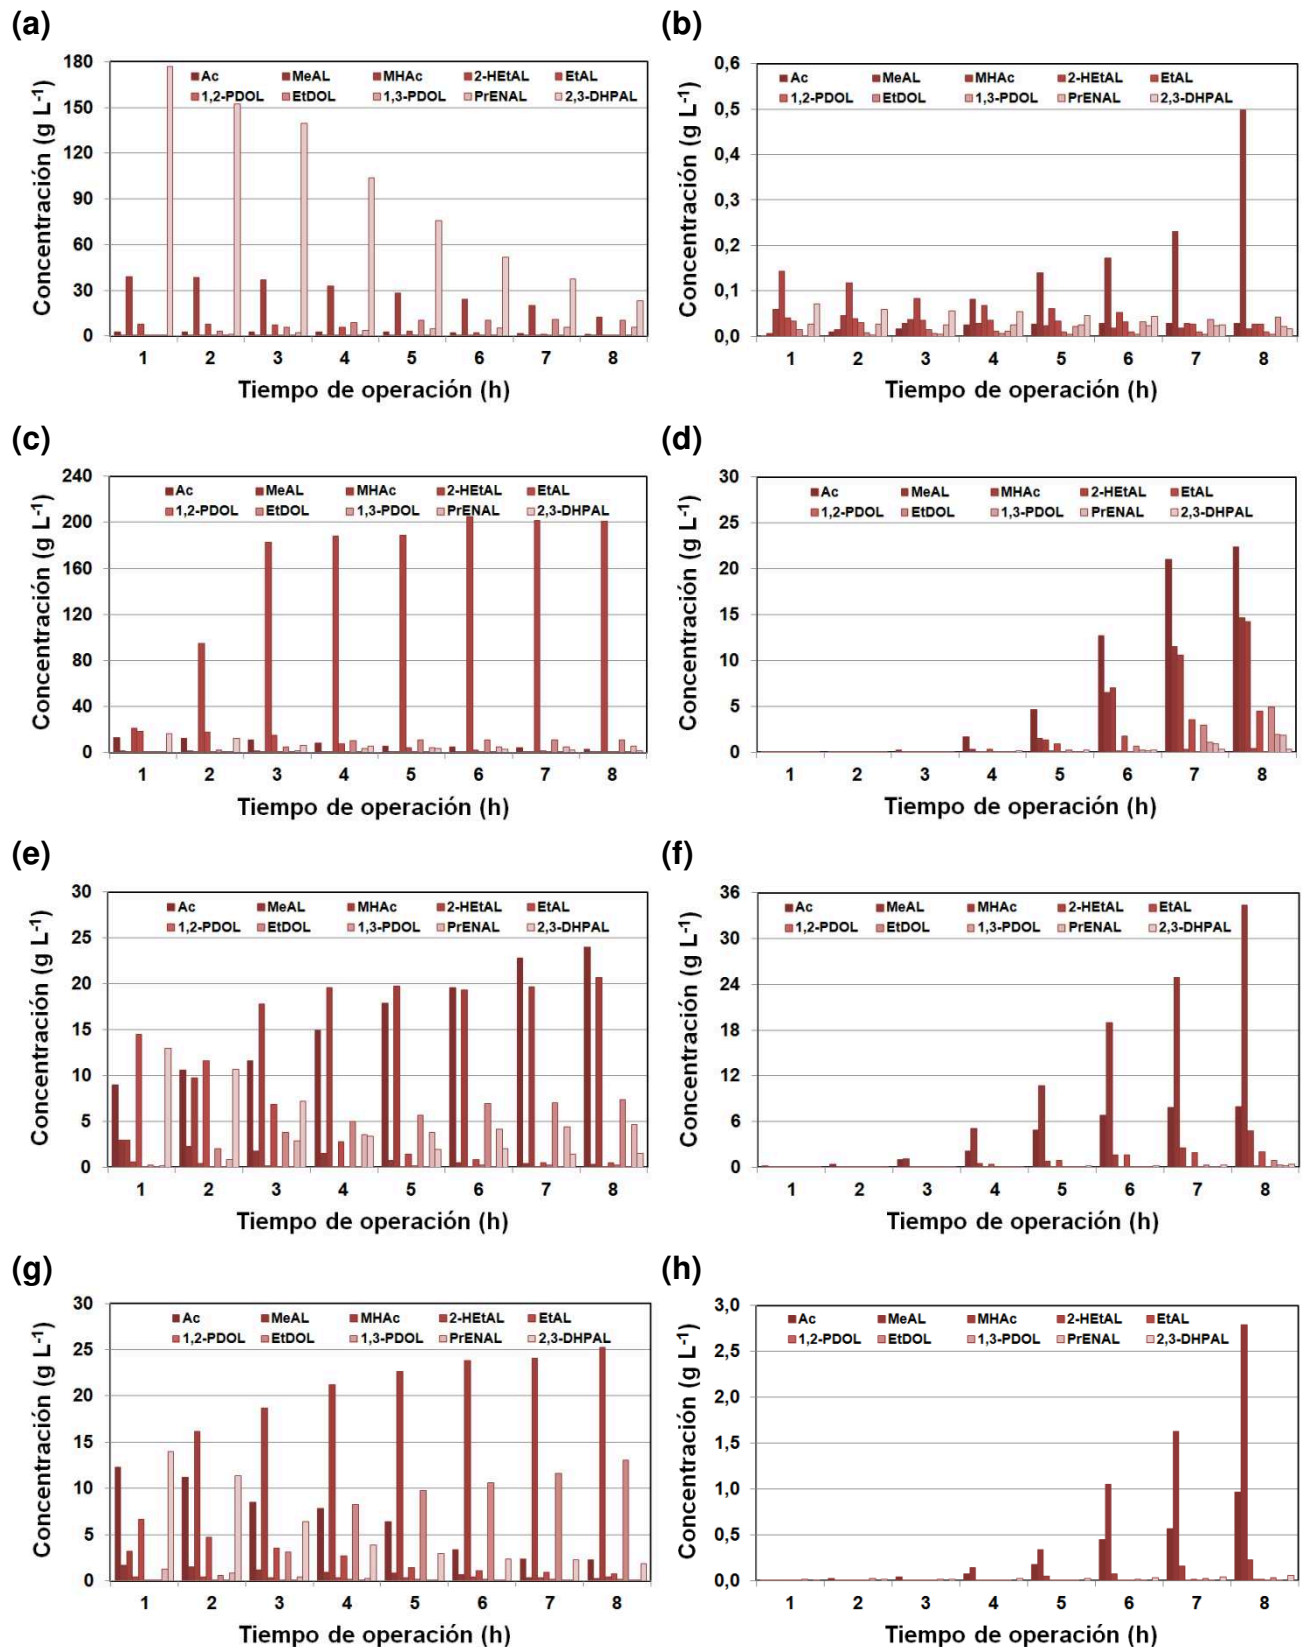 (a)
Concentración (g L-1)
180
150
120
90
60
30
0
Ac MeAL MHAc 2-HEtAL EtAL
1,2-PDOL EtDOL 1,3-PDOL PrENAL 2,3-DHPAL
1 2 3 4 5 6 7 8
Tiempo de operación (h)
(b)
Concentración (g L-1)
0,6
0,5
0,4
0,3
0,2
0,1
0,0
Ac MeAL MHAc 2-HEtAL EtAL
1,2-PDOL EtDOL 1,3-PDOL PrENAL 2,3-DHPAL
1 2 3 4 5 6 7 8
Tiempo de operación (h)
(c)
Concentración (g L-1)
240
200
160
120
80
40
0
Ac MeAL MHAc 2-HEtAL EtAL
1,2-PDOL EtDOL 1,3-PDOL PrENAL 2,3-DHPAL
1 2 3 4 5 6 7 8
Tiempo de operación (h)
(d)
Concentración (g L-1)
30
25
20
15
10
5
0
Ac MeAL MHAc 2-HEtAL EtAL
1,2-PDOL EtDOL 1,3-PDOL PrENAL 2,3-DHPAL
1 2 3 4 5 6 7 8
Tiempo de operación (h)
(e)
Concentración (g L-1)
30
25
20
15
10
5
0
Ac MeAL MHAc 2-HEtAL EtAL
1,2-PDOL EtDOL 1,3-PDOL PrENAL 2,3-DHPAL
1 2 3 4 5 6 7 8
Tiempo de operación (h)
(f)
Concentración (g L-1)
36
30
24
18
12
6
0
Ac MeAL MHAc 2-HEtAL EtAL
1,2-PDOL EtDOL 1,3-PDOL PrENAL 2,3-DHPAL
1 2 3 4 5 6 7 8
Tiempo de operación (h)
(g)
Concentración (g L-1)
30
25
20
15
10
5
0
Ac MeAL MHAc 2-HEtAL EtAL
1,2-PDOL EtDOL 1,3-PDOL PrENAL 2,3-DHPAL
1 2 3 4 5 6 7 8
Tiempo de operación (h)
(h)
Concentración (g L-1)
3,0
2,5
2,0
1,5
1,0
0,5
0,0
Ac MeAL MHAc 2-HEtAL EtAL
1,2-PDOL EtDOL 1,3-PDOL PrENAL 2,3-DHPAL
1 2 3 4 5 6 7 8
Tiempo de operación (h)